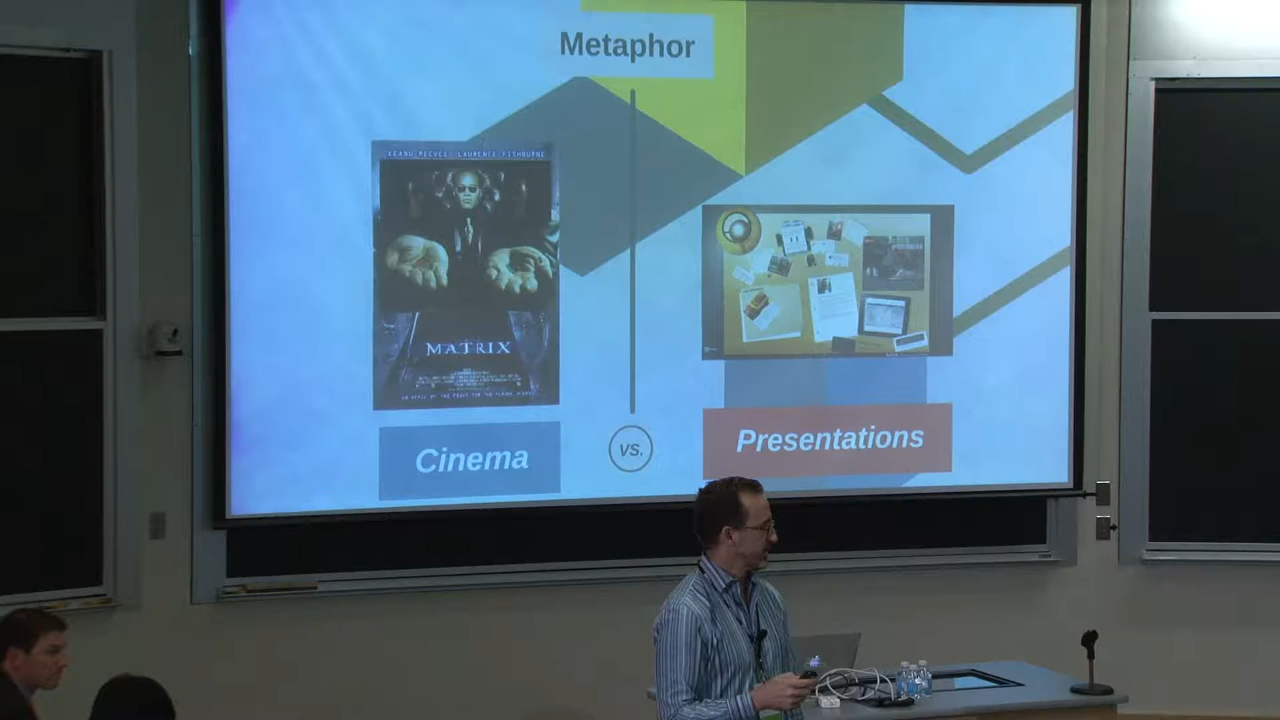 Metaphor
KEANU REEVES LAURENCE FISHBURNE
MATRIX
Cinema
VS.
Presentations